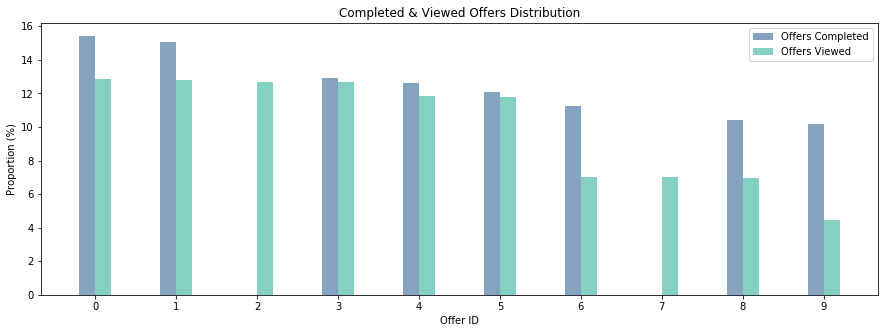 Completed & Viewed Offers Distribution
Offers Completed
Offers Viewed
Proportion (%)
16
14
12
10
8
6
4
2
0
0 1 2 3 4 5 6 7 8 9
Offer ID